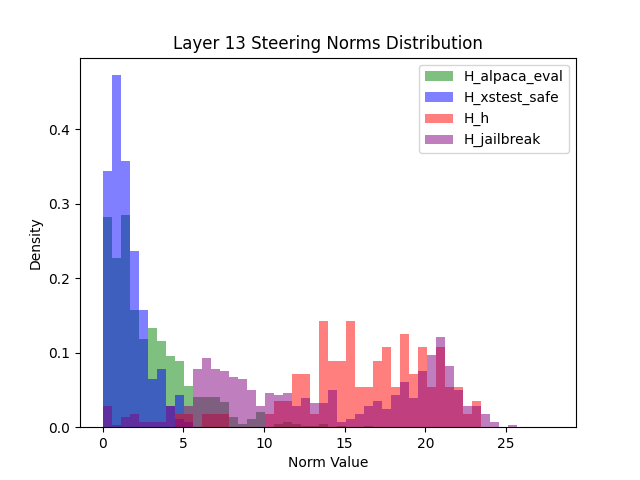 Layer 13 Steering Norms Distribution
H_alpaca_eval
H_xstest_safe
H_h
H_jailbreak
Density
0.4
0.3
0.2
0.1
0.0
0 5 10 15 20 25
Norm Value